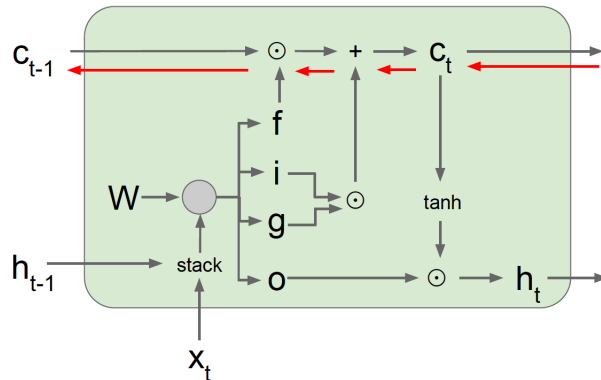 c_{t-1} ⊙ + c_t
f
i
W ⊙ tanh
g
h_{t-1} stack o ⊙ h_t
x_t